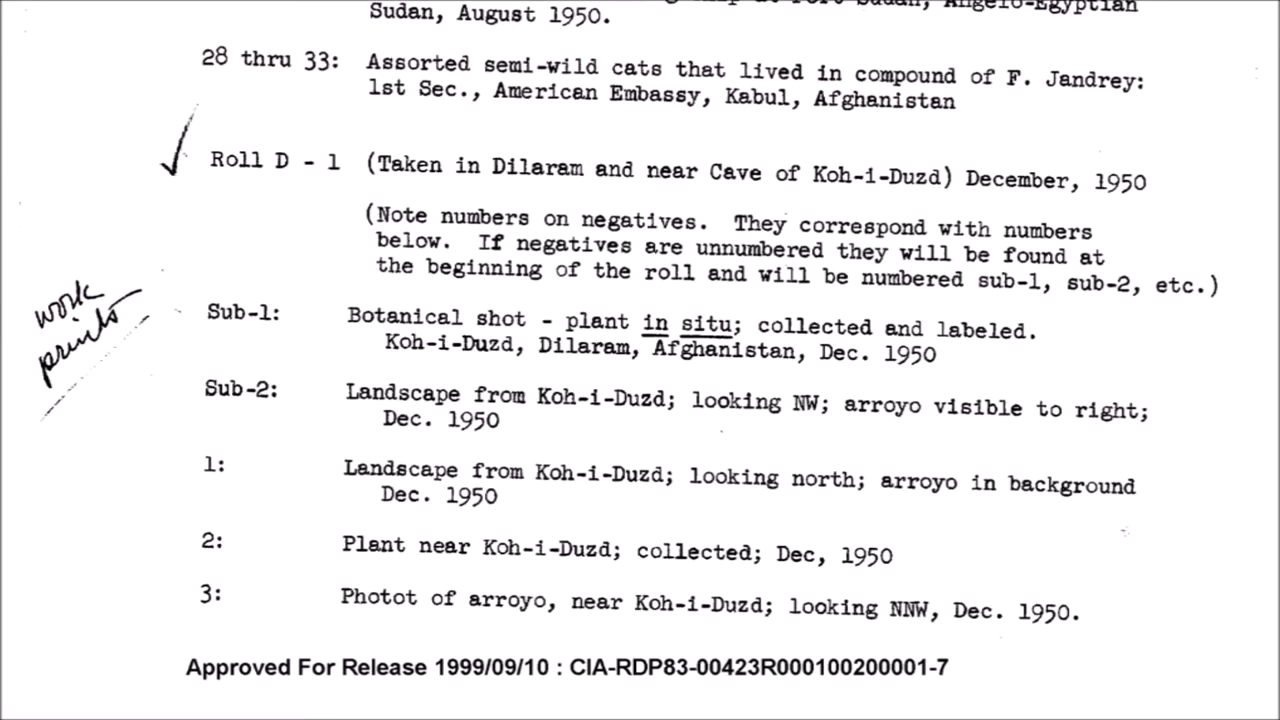 Sudan, Anglo-Egyptian
Sudan, August 1950.
28 thru 33: Assorted semi-wild cats that lived in compound of F. Jandrey:
1st Sec., American Embassy, Kabul, Afghanistan
Roll D - 1 (Taken in Dilaram and near Cave of Koh-i-Duzd) December, 1950
(Note numbers on negatives. They correspond with numbers
below. If negatives are unnumbered they will be found at
the beginning of the roll and will be numbered sub-1, sub-2, etc.)
work
prints
Sub-1: Botanical shot - plant in situ; collected and labeled.
Koh-i-Duzd, Dilaram, Afghanistan, Dec. 1950
Sub-2: Landscape from Koh-i-Duzd; looking NW; arroyo visible to right;
Dec. 1950
1: Landscape from Koh-i-Duzd; looking north; arroyo in background
Dec. 1950
2: Plant near Koh-i-Duzd; collected; Dec, 1950
3: Photot of arroyo, near Koh-i-Duzd; looking NNW, Dec. 1950.
Approved For Release 1999/09/10 : CIA-RDP83-00423R000100200001-7